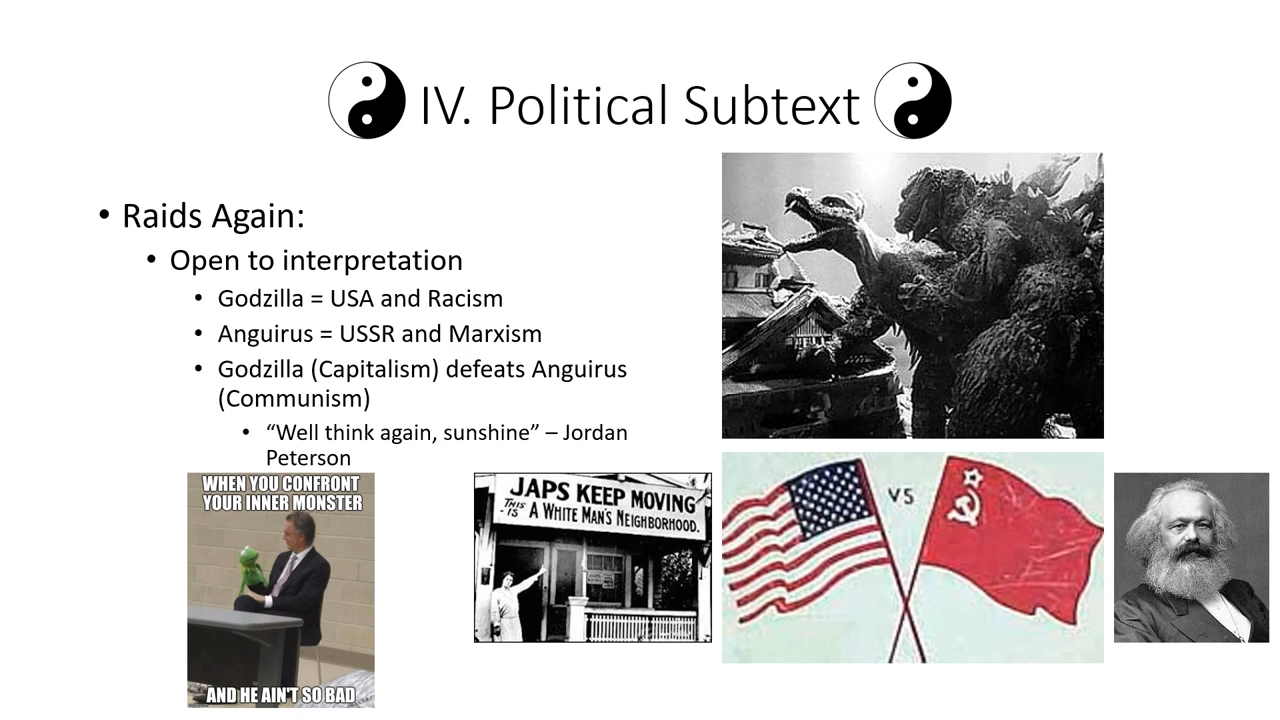 IV. Political Subtext
• Raids Again:
• Open to interpretation
• Godzilla = USA and Racism
• Anguirus = USSR and Marxism
• Godzilla (Capitalism) defeats Anguirus
(Communism)
• “Well think again, sunshine” – Jordan
Peterson
WHEN YOU CONFRONT
YOUR INNER MONSTER
AND HE AIN'T SO BAD
JAPS KEEP MOVING
THIS IS A WHITE MAN'S NEIGHBORHOOD.
VS